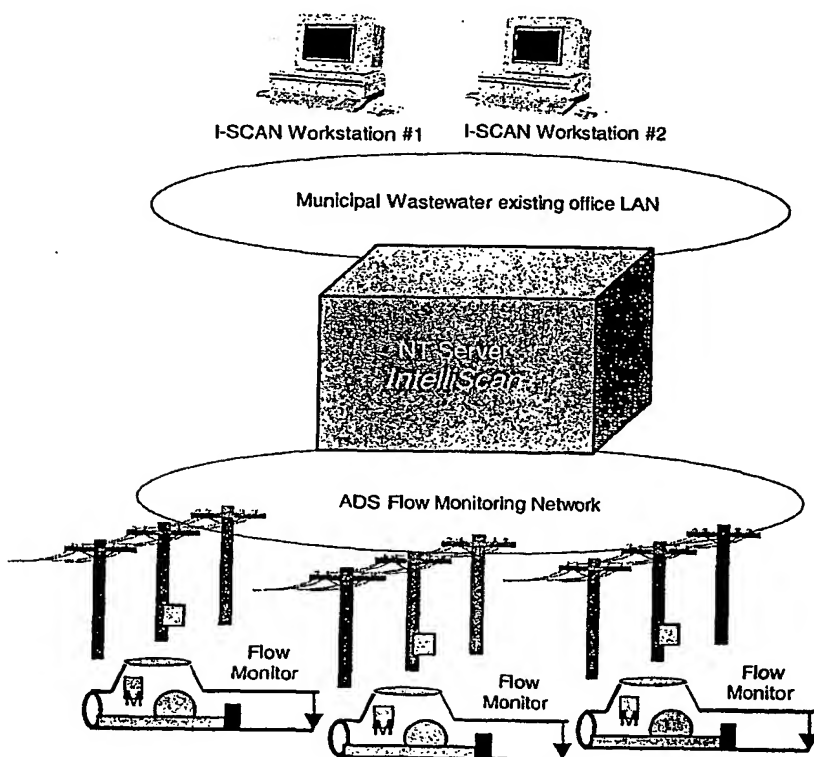 I-SCAN Workstation #1
I-SCAN Workstation #2
Municipal Wastewater existing office LAN
NT Server
IntelliScan
ADS Flow Monitoring Network
Flow
Monitor
Flow
Monitor
Flow
Monitor